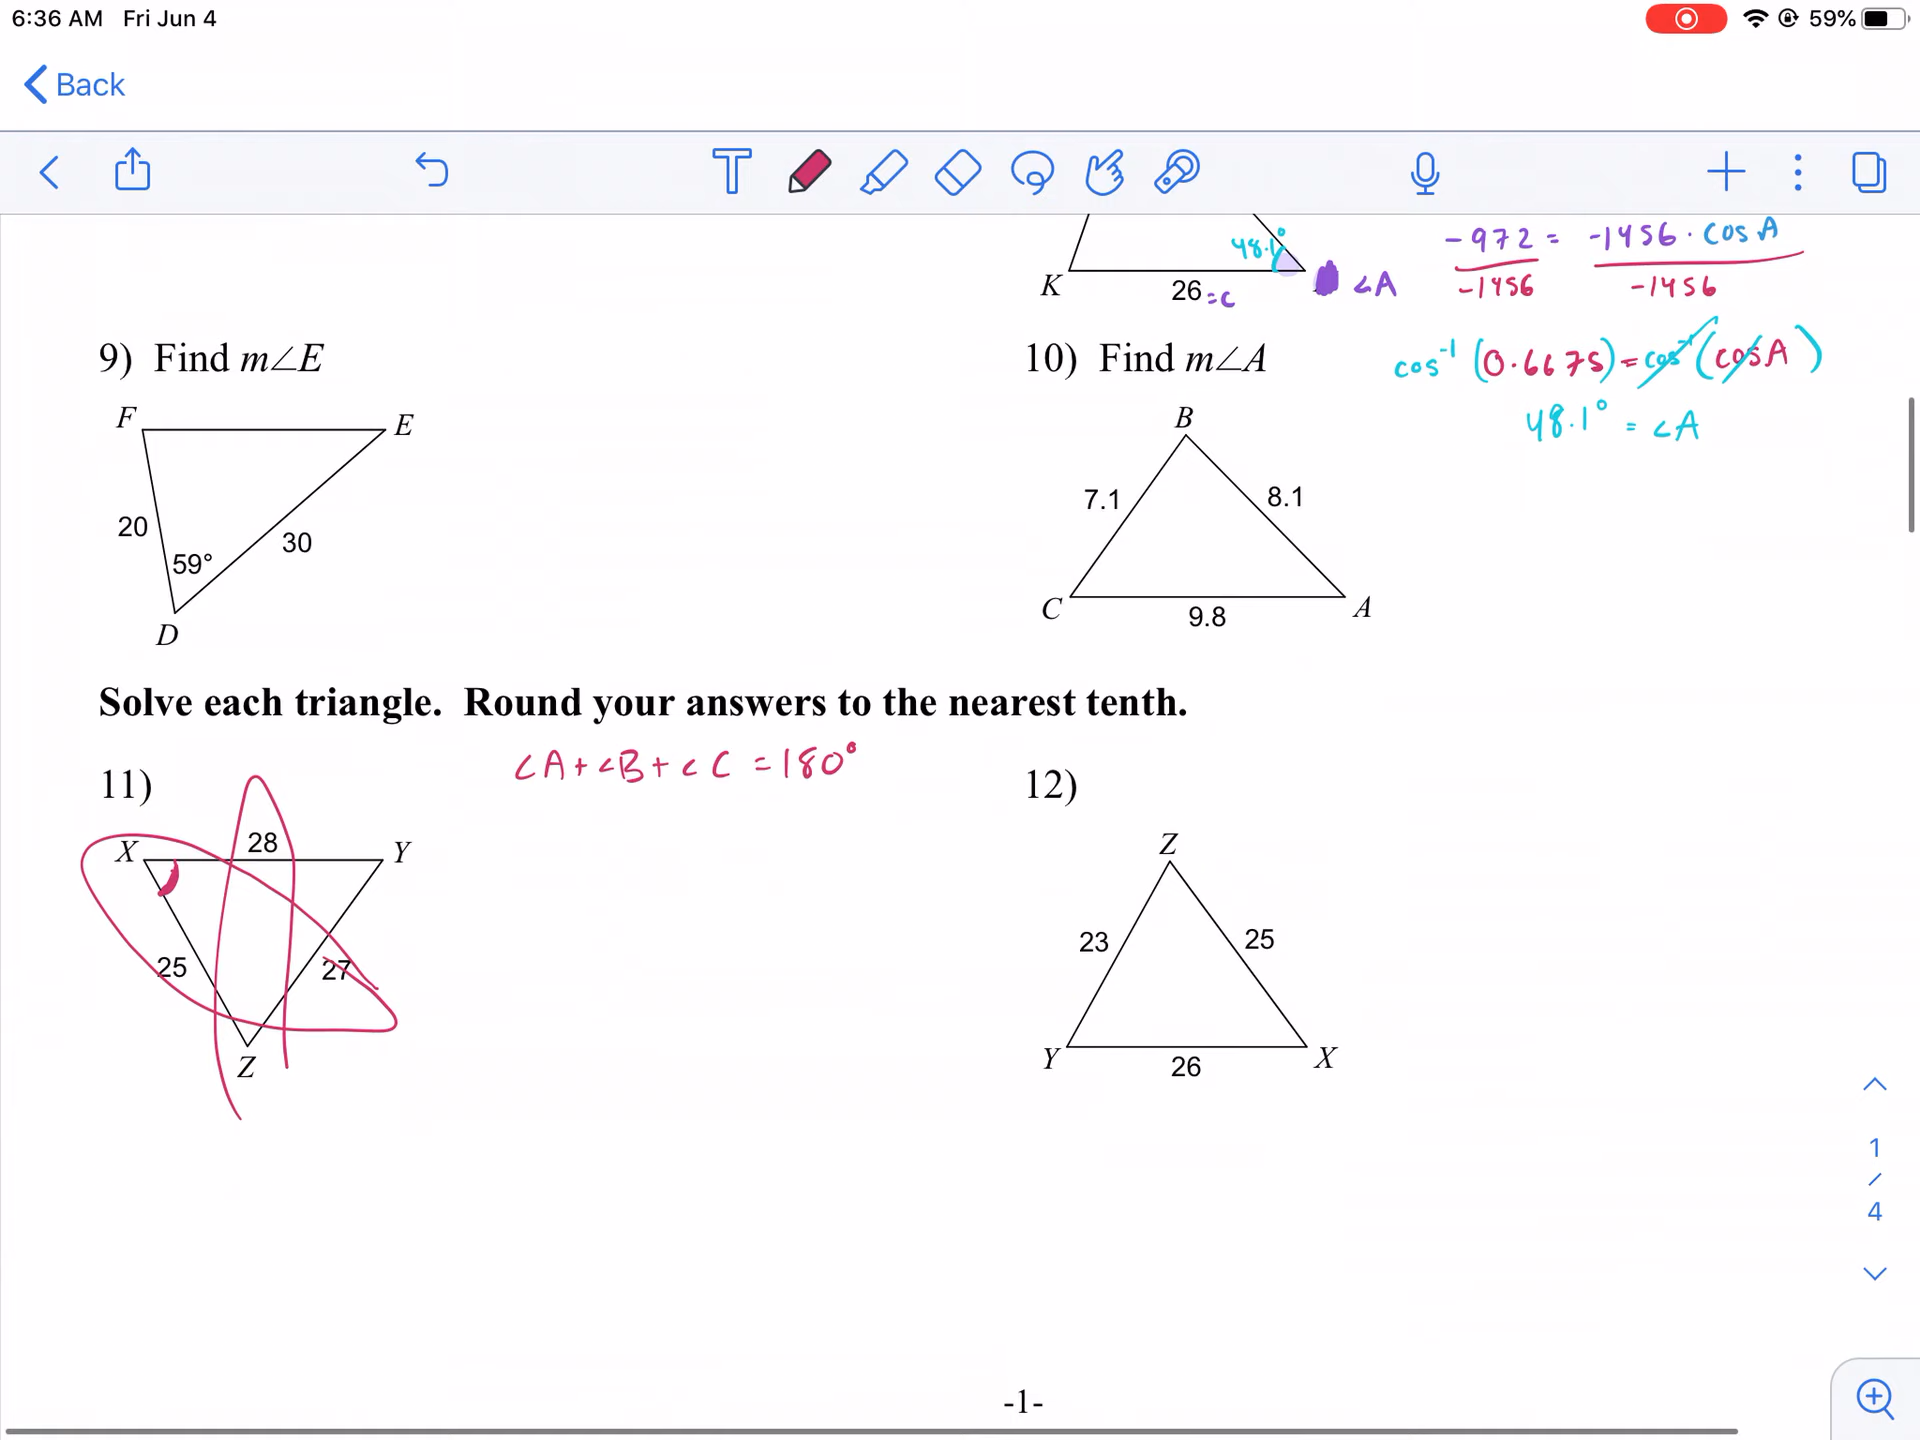 6:36 AM Fri Jun 4
59%
Back
48.1°
K
26 =C
∠A
-972 = -1456 · cos A
-1456 -1456
9) Find m∠E
F
E
20
59°
30
D
10) Find m∠A
B
7.1
8.1
C
9.8
A
cos⁻¹ (0.6675) = cos⁻¹ (cosA)
48.1° = ∠A
Solve each triangle. Round your answers to the nearest tenth.
∠A + ∠B + ∠C = 180°
11)
X
28
Y
25
27
Z
12)
Z
23
25
Y
26
X
1
/
4
-1-